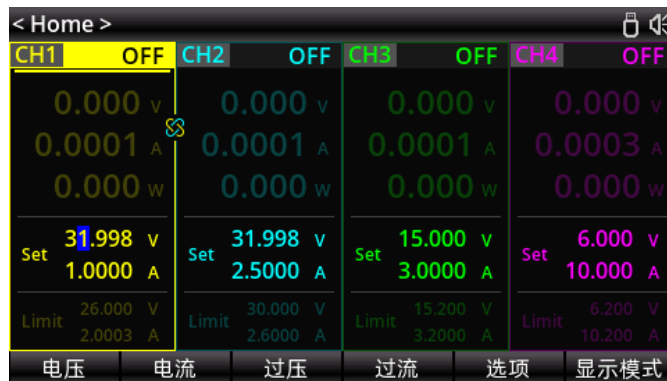 < Home >
CH1 OFF CH2 OFF CH3 OFF CH4 OFF
0.000 V 0.000 V 0.000 V 0.000 V
0.0001 A 0.0001 A 0.0001 A 0.0003 A
0.000 W 0.000 W 0.000 W 0.000 W
Set 31.998 V Set 31.998 V Set 15.000 V Set 6.000 V
1.0000 A 2.5000 A 3.0000 A 10.000 A
Limit 26.000 V Limit 30.000 V Limit 15.200 V Limit 6.200 V
2.0003 A 2.6000 A 3.2000 A 10.200 A
电压 电流 过压 过流 选项 显示模式